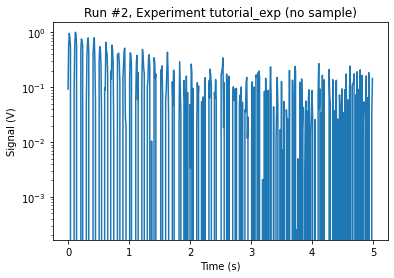 Run #2, Experiment tutorial_exp (no sample)
Signal (V)
10⁰
10⁻¹
10⁻²
10⁻³
0 1 2 3 4 5
Time (s)